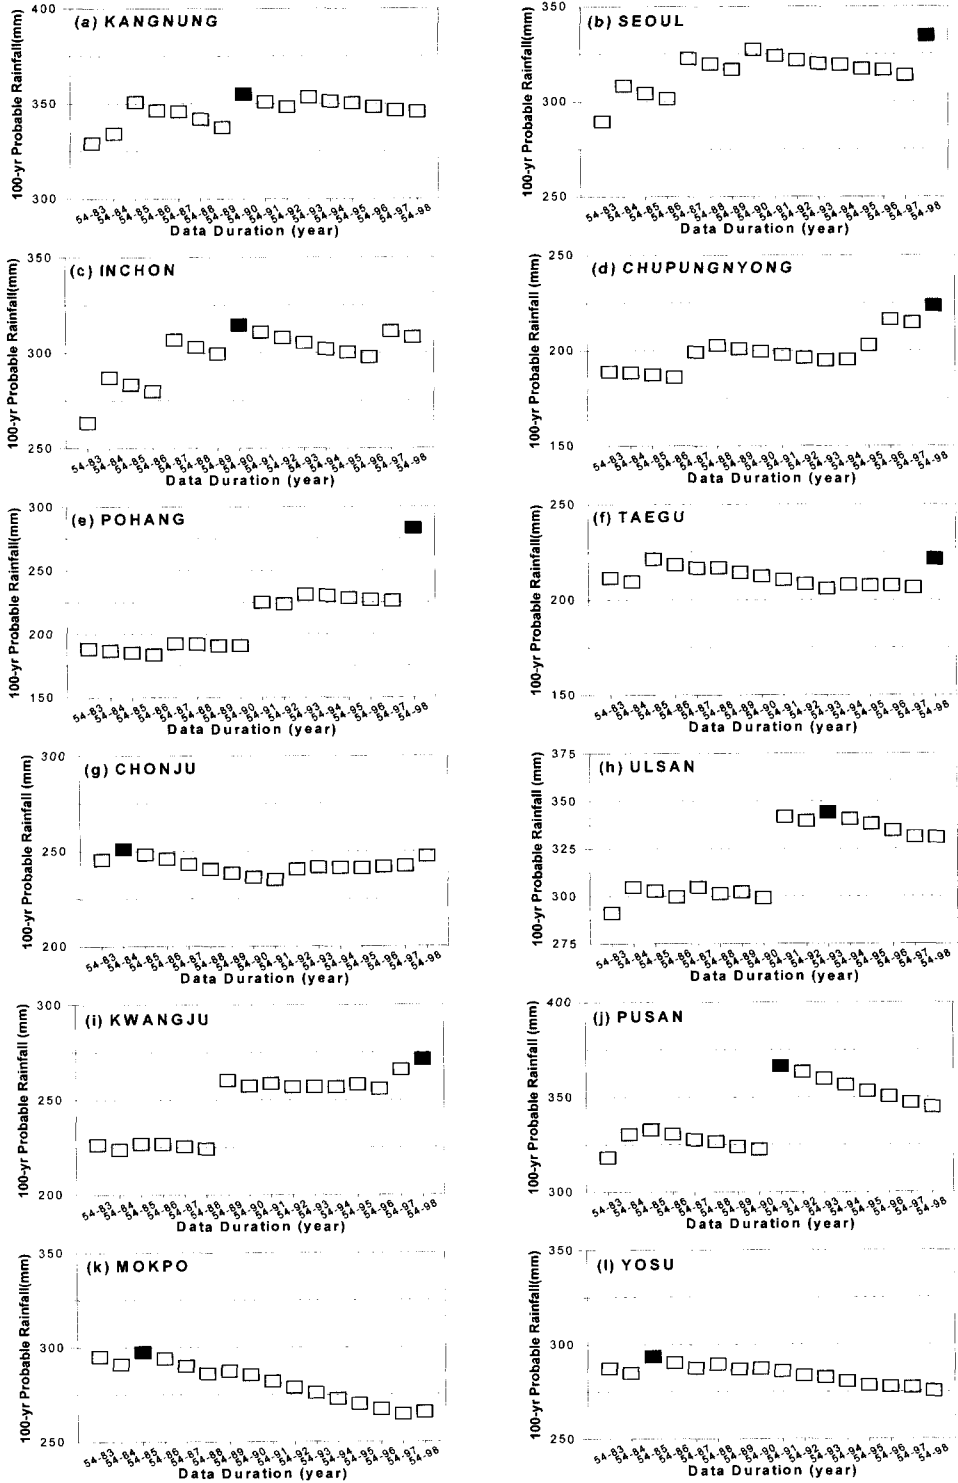 (a) KANGNUNG
100-yr Probable Rainfall(mm)
400
350
300
54-83 54-84 54-85 54-86 54-87 54-88 54-89 54-90 54-91 54-92 54-93 54-94 54-95 54-96 54-97 54-98
Data Duration (year)
(b) SEOUL
100-yr Probable Rainfall(mm)
350
300
250
54-83 54-84 54-85 54-86 54-87 54-88 54-89 54-90 54-91 54-92 54-93 54-94 54-95 54-96 54-97 54-98
Data Duration (year)
(c) INCHON
100-yr Probable Rainfall(mm)
350
300
250
54-83 54-84 54-85 54-86 54-87 54-88 54-89 54-90 54-91 54-92 54-93 54-94 54-95 54-96 54-97 54-98
Data Duration (year)
(d) CHUPUNGNYONG
100-yr Probable Rainfall (mm)
250
200
150
54-83 54-84 54-85 54-86 54-87 54-88 54-89 54-90 54-91 54-92 54-93 54-94 54-95 54-96 54-97 54-98
Data Duration (year)
(e) POHANG
100-yr Probable Rainfall (mm)
300
250
200
150
54-83 54-84 54-85 54-86 54-87 54-88 54-89 54-90 54-91 54-92 54-93 54-94 54-95 54-96 54-97 54-98
Data Duration (year)
(f) TAEGU
100-yr Probable Rainfall(mm)
250
200
150
54-83 54-84 54-85 54-86 54-87 54-88 54-89 54-90 54-91 54-92 54-93 54-94 54-95 54-96 54-97 54-98
Data Duration (year)
(g) CHONJU
100-yr Probable Rainfall (mm)
300
250
200
54-83 54-84 54-85 54-86 54-87 54-88 54-89 54-90 54-91 54-92 54-93 54-94 54-95 54-96 54-97 54-98
Data Duration (year)
(h) ULSAN
100-yr Probable Rainfall (mm)
375
350
325
300
275
54-83 54-84 54-85 54-86 54-87 54-88 54-89 54-90 54-91 54-92 54-93 54-94 54-95 54-96 54-97 54-98
Data Duration (year)
(i) KWANGJU
100-yr Probable Rainfall (mm)
300
250
200
54-83 54-84 54-85 54-86 54-87 54-88 54-89 54-90 54-91 54-92 54-93 54-94 54-95 54-96 54-97 54-98
Data Duration (year)
(j) PUSAN
100-yr Probable Rainfall (mm)
400
350
300
54-83 54-84 54-85 54-86 54-87 54-88 54-89 54-90 54-91 54-92 54-93 54-94 54-95 54-96 54-97 54-98
Data Duration (year)
(k) MOKPO
100-yr Probable Rainfall(mm)
350
300
250
54-83 54-84 54-85 54-86 54-87 54-88 54-89 54-90 54-91 54-92 54-93 54-94 54-95 54-96 54-97 54-98
Data Duration (year)
(l) YOSU
100-yr Probable Rainfall(mm)
350
300
250
54-83 54-84 54-85 54-86 54-87 54-88 54-89 54-90 54-91 54-92 54-93 54-94 54-95 54-96 54-97 54-98
Data Duration (year)